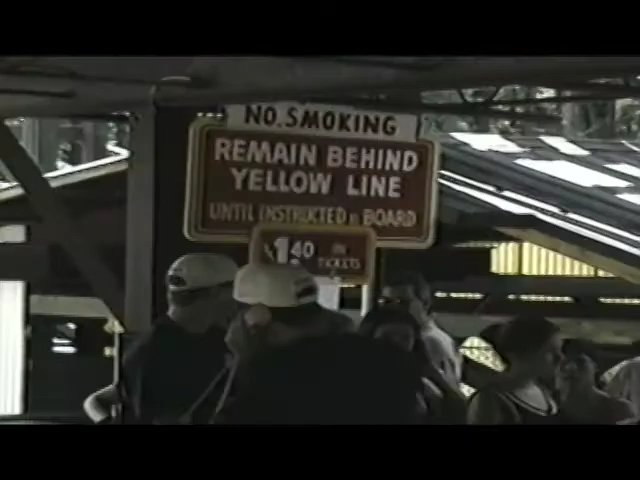 NO SMOKING
REMAIN BEHIND
YELLOW LINE
UNTIL INSTRUCTED to BOARD
$1.40 IN
TICKETS